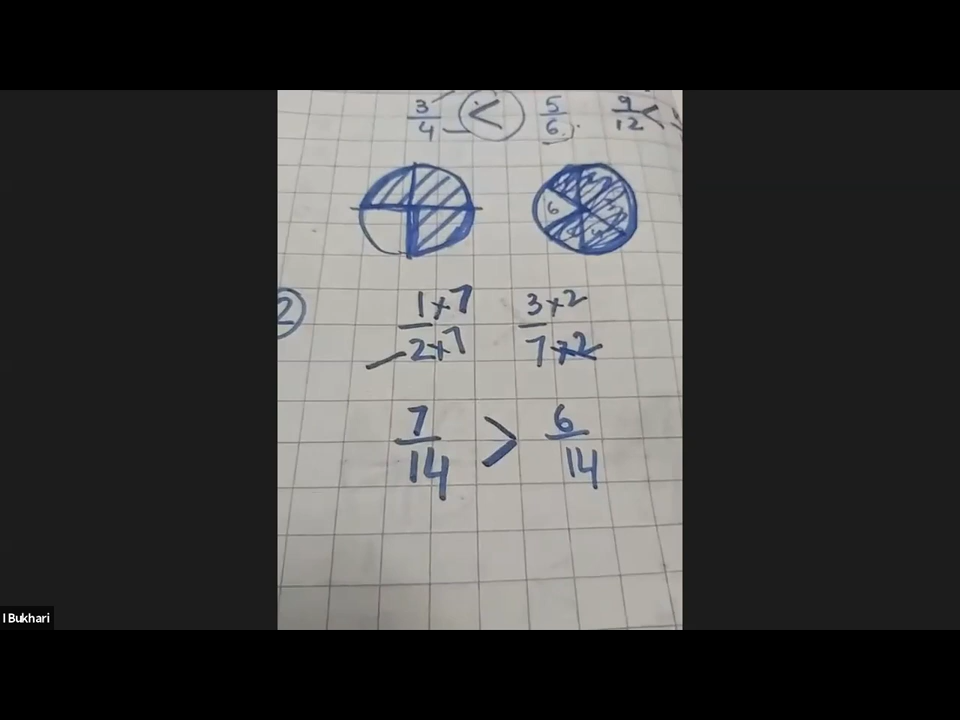 3/4 < 5/6 9/12 <
6
② 1×7/2×7 3×2/7×2
7/14 > 6/14
I Bukhari